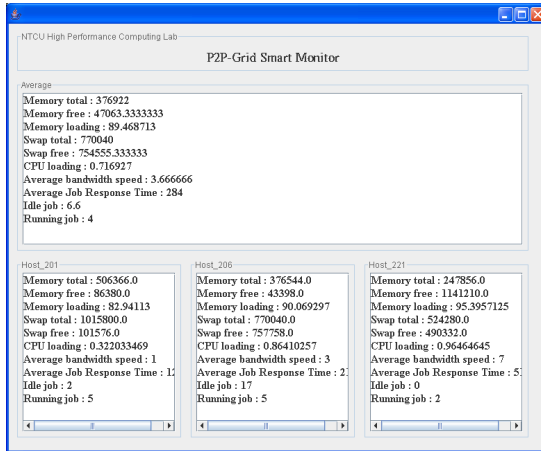 NTCU High Performance Computing Lab
P2P-Grid Smart Monitor
Average
Memory total : 376922
Memory free : 47063.3333333
Memory loading : 89.468713
Swap total : 770040
Swap free : 754555.333333
CPU loading : 0.716927
Average bandwidth speed : 3.666666
Average Job Response Time : 284
Idle job : 6.6
Running job : 4
Host_201
Memory total : 506366.0
Memory free : 86380.0
Memory loading : 82.94113
Swap total : 1015800.0
Swap free : 101576.0
CPU loading : 0.322033469
Average bandwidth speed : 1
Average Job Response Time : 12
Idle job : 2
Running job : 5
Host_206
Memory total : 376544.0
Memory free : 43398.0
Memory loading : 90.069297
Swap total : 770040.0
Swap free : 757758.0
CPU loading : 0.86410257
Average bandwidth speed : 3
Average Job Response Time : 21
Idle job : 17
Running job : 5
Host_221
Memory total : 247856.0
Memory free : 1141210.0
Memory loading : 95.3957125
Swap total : 524280.0
Swap free : 490332.0
CPU loading : 0.96464645
Average bandwidth speed : 7
Average Job Response Time : 51
Idle job : 0
Running job : 2